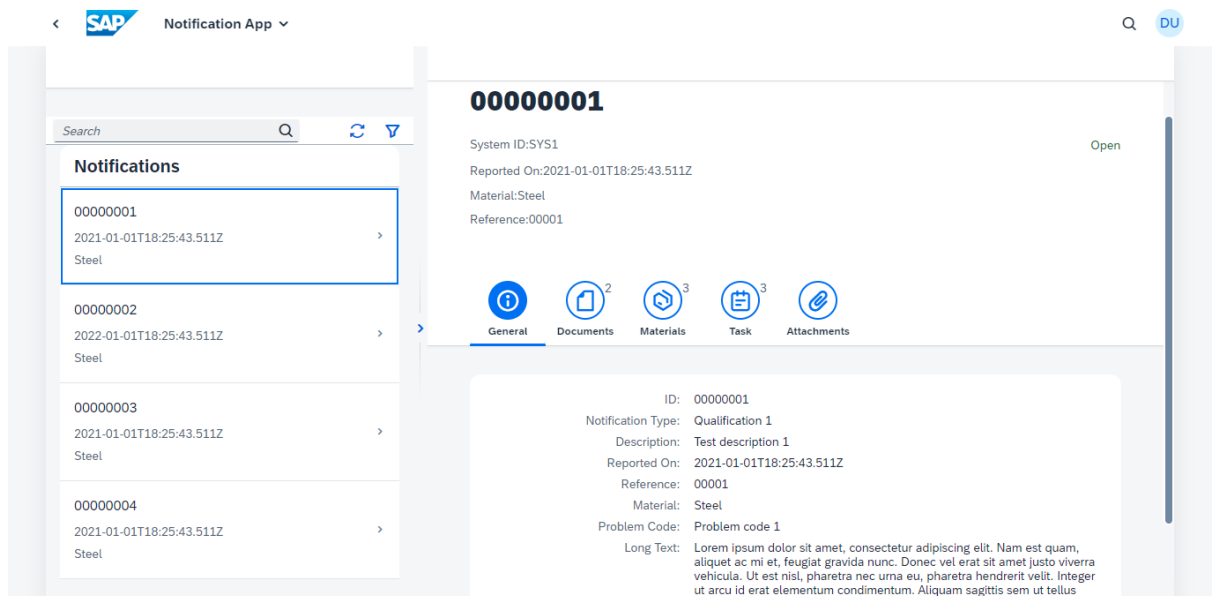 SAP
Notification App
DU
Search
Notifications
00000001
2021-01-01T18:25:43.511Z
Steel
00000002
2022-01-01T18:25:43.511Z
Steel
00000003
2021-01-01T18:25:43.511Z
Steel
00000004
2021-01-01T18:25:43.511Z
Steel
00000001
System ID:SYS1
Open
Reported On:2021-01-01T18:25:43.511Z
Material:Steel
Reference:00001
2
3
3
General
Documents
Materials
Task
Attachments
ID: 00000001
Notification Type: Qualification 1
Description: Test description 1
Reported On: 2021-01-01T18:25:43.511Z
Reference: 00001
Material: Steel
Problem Code: Problem code 1
Long Text: Lorem ipsum dolor sit amet, consectetur adipiscing elit. Nam est quam,
aliquet ac mi et, feugiat gravida nunc. Donec vel erat sit amet justo viverra
vehicula. Ut est nisl, pharetra nec urna eu, pharetra hendrerit velit. Integer
ut arcu id erat elementum condimentum. Aliquam sagittis sem ut tellus